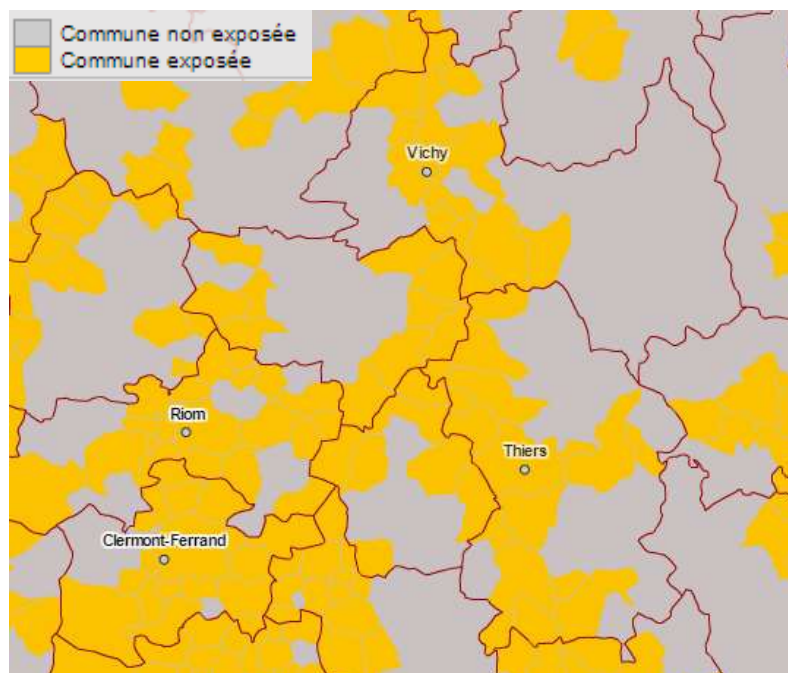 Commune non exposée
Commune exposée
Vichy
Riom
Thiers
Clermont-Ferrand